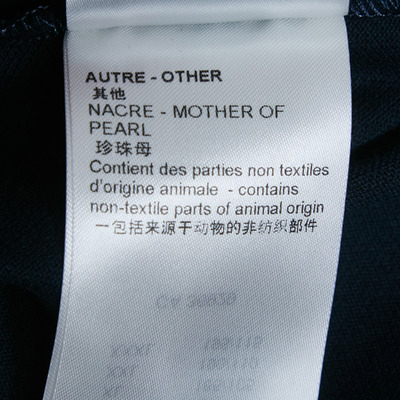 AUTRE - OTHER
其他
NACRE - MOTHER OF
PEARL
珍珠母
Contient des parties non textiles
d'origine animale - contains
non-textile parts of animal origin
一包括来源于动物的非纺织部件